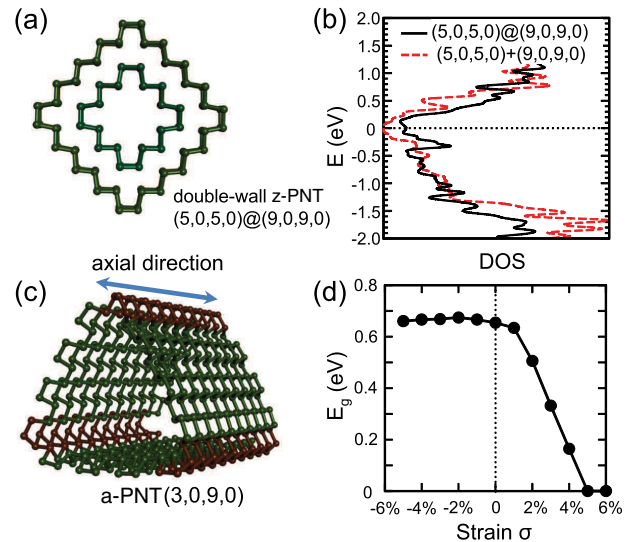 (a)
double-wall z-PNT
(5,0,5,0)@(9,0,9,0)
(b)
(5,0,5,0)@(9,0,9,0)
(5,0,5,0)+(9,0,9,0)
E (eV)
2.0
1.5
1.0
0.5
0
-0.5
-1.0
-1.5
-2.0
DOS
(c)
axial direction
a-PNT(3,0,9,0)
(d)
E_g (eV)
0.8
0.6
0.4
0.2
0
-6% -4% -2% 0 2% 4% 6%
Strain σ